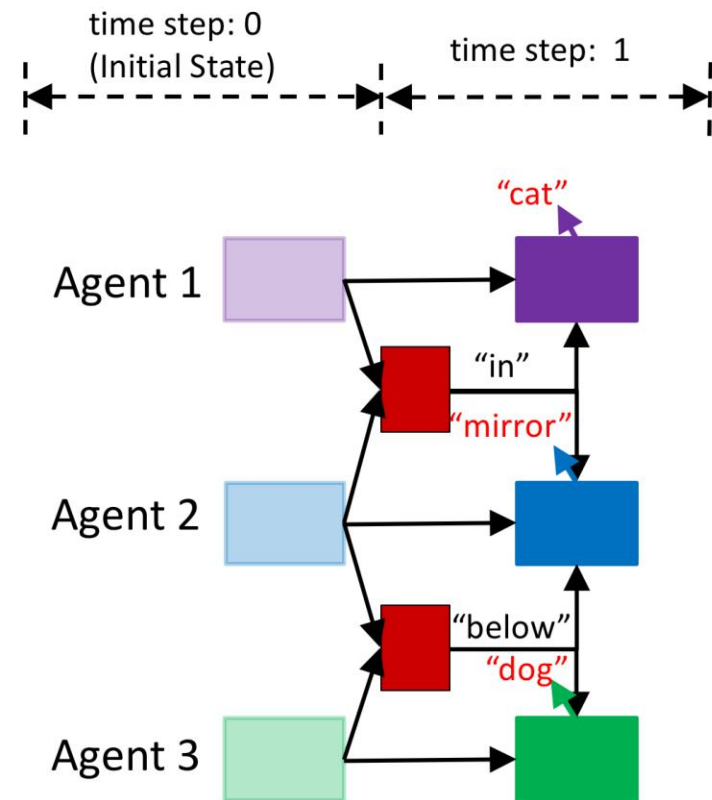 time step: 0
(Initial State)
time step: 1
“cat”
Agent 1
“in”
“mirror”
Agent 2
“below”
“dog”
Agent 3